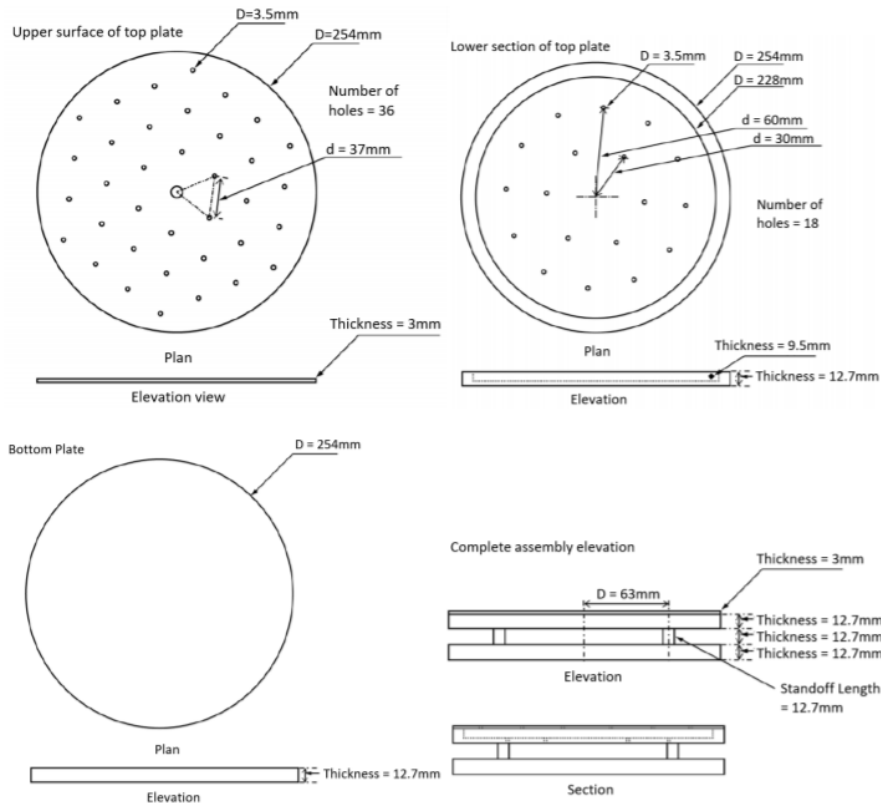 Upper surface of top plate
D=3.5mm
D=254mm
Number of
holes = 36
d = 37mm
Thickness = 3mm
Plan
Elevation view
Lower section of top plate
D = 3.5mm
D = 254mm
D = 228mm
d = 60mm
d = 30mm
Number of
holes = 18
Plan
Thickness = 9.5mm
Thickness = 12.7mm
Elevation
Bottom Plate
D = 254mm
Plan
Thickness = 12.7mm
Elevation
Complete assembly elevation
Thickness = 3mm
D = 63mm
Thickness = 12.7mm
Thickness = 12.7mm
Thickness = 12.7mm
Elevation
Standoff Length
= 12.7mm
Section